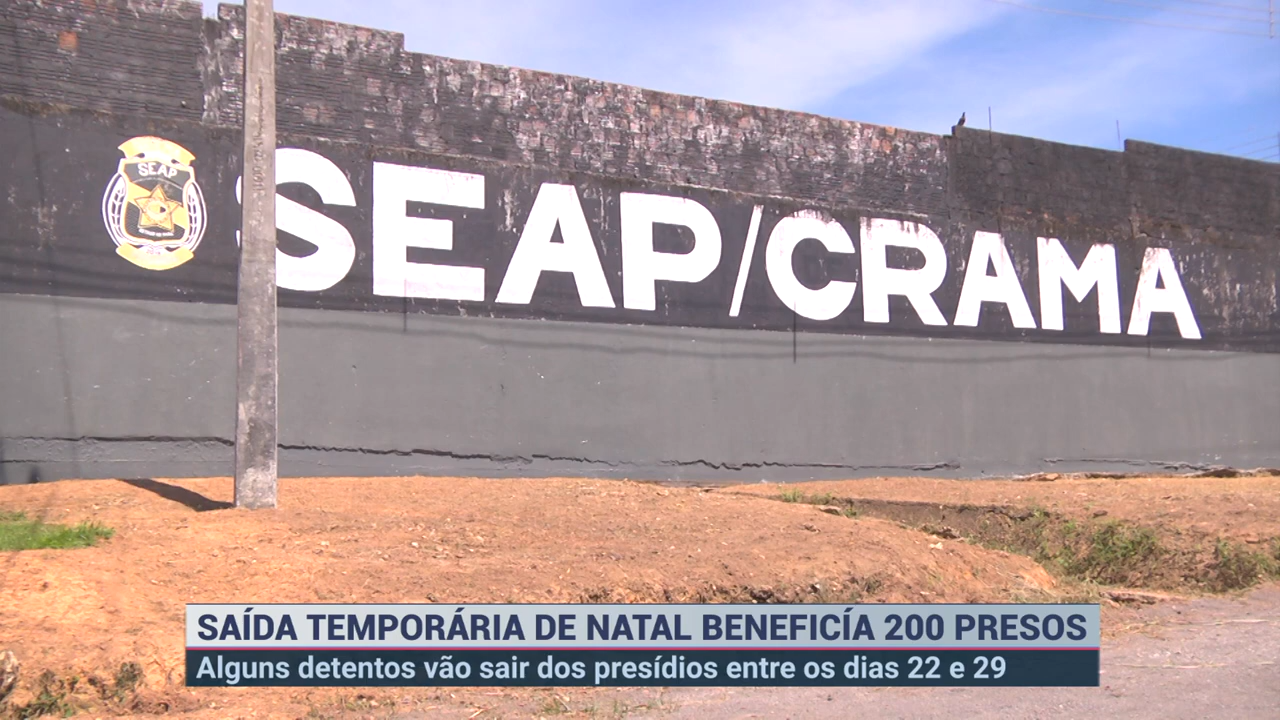 SEAP
SEAP/CRAMA
SAÍDA TEMPORÁRIA DE NATAL BENEFICÍA 200 PRESOS
Alguns detentos vão sair dos presídios entre os dias 22 e 29